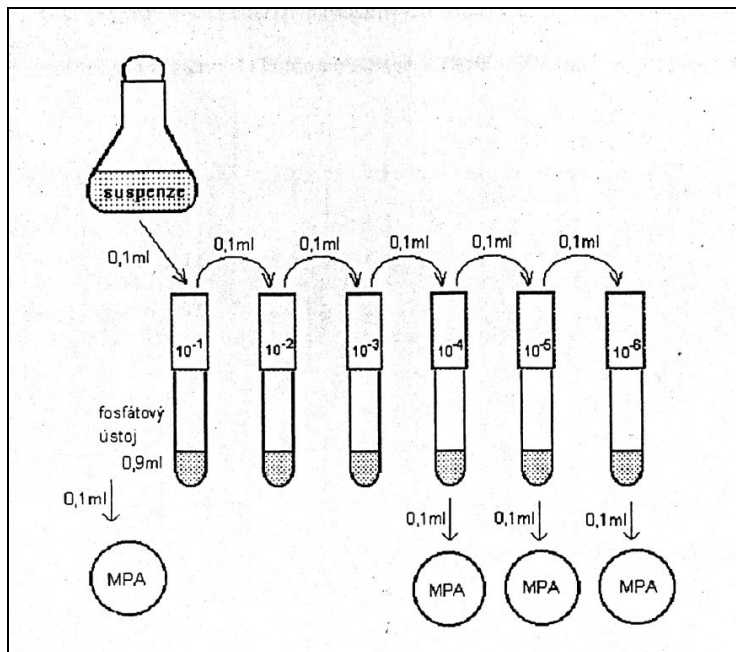 suspenze
0,1ml
0,1ml
0,1ml
0,1ml
0,1ml
0,1ml
10⁻¹
10⁻²
10⁻³
10⁻⁴
10⁻⁵
10⁻⁶
fosfátový
ústoj
0,9ml
0,1ml
0,1ml
0,1ml
0,1ml
MPA
MPA
MPA
MPA